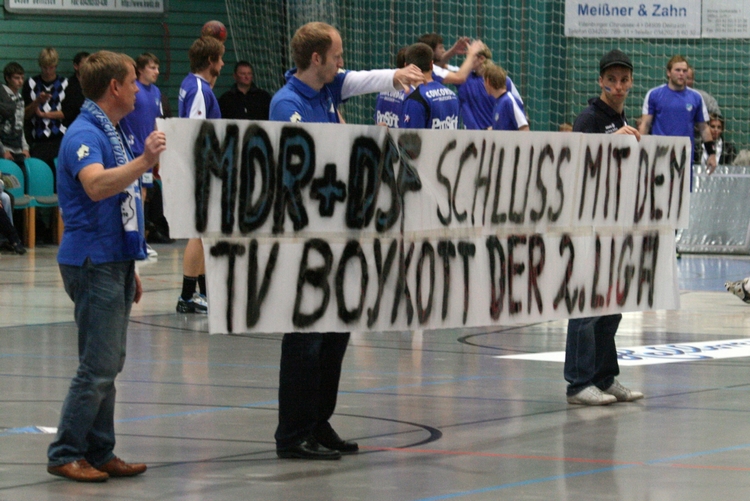 Meißner & Zahn
MDR+DSF SCHLUSS MIT DEM
TV BOYKOTT DER 2. LIGA!